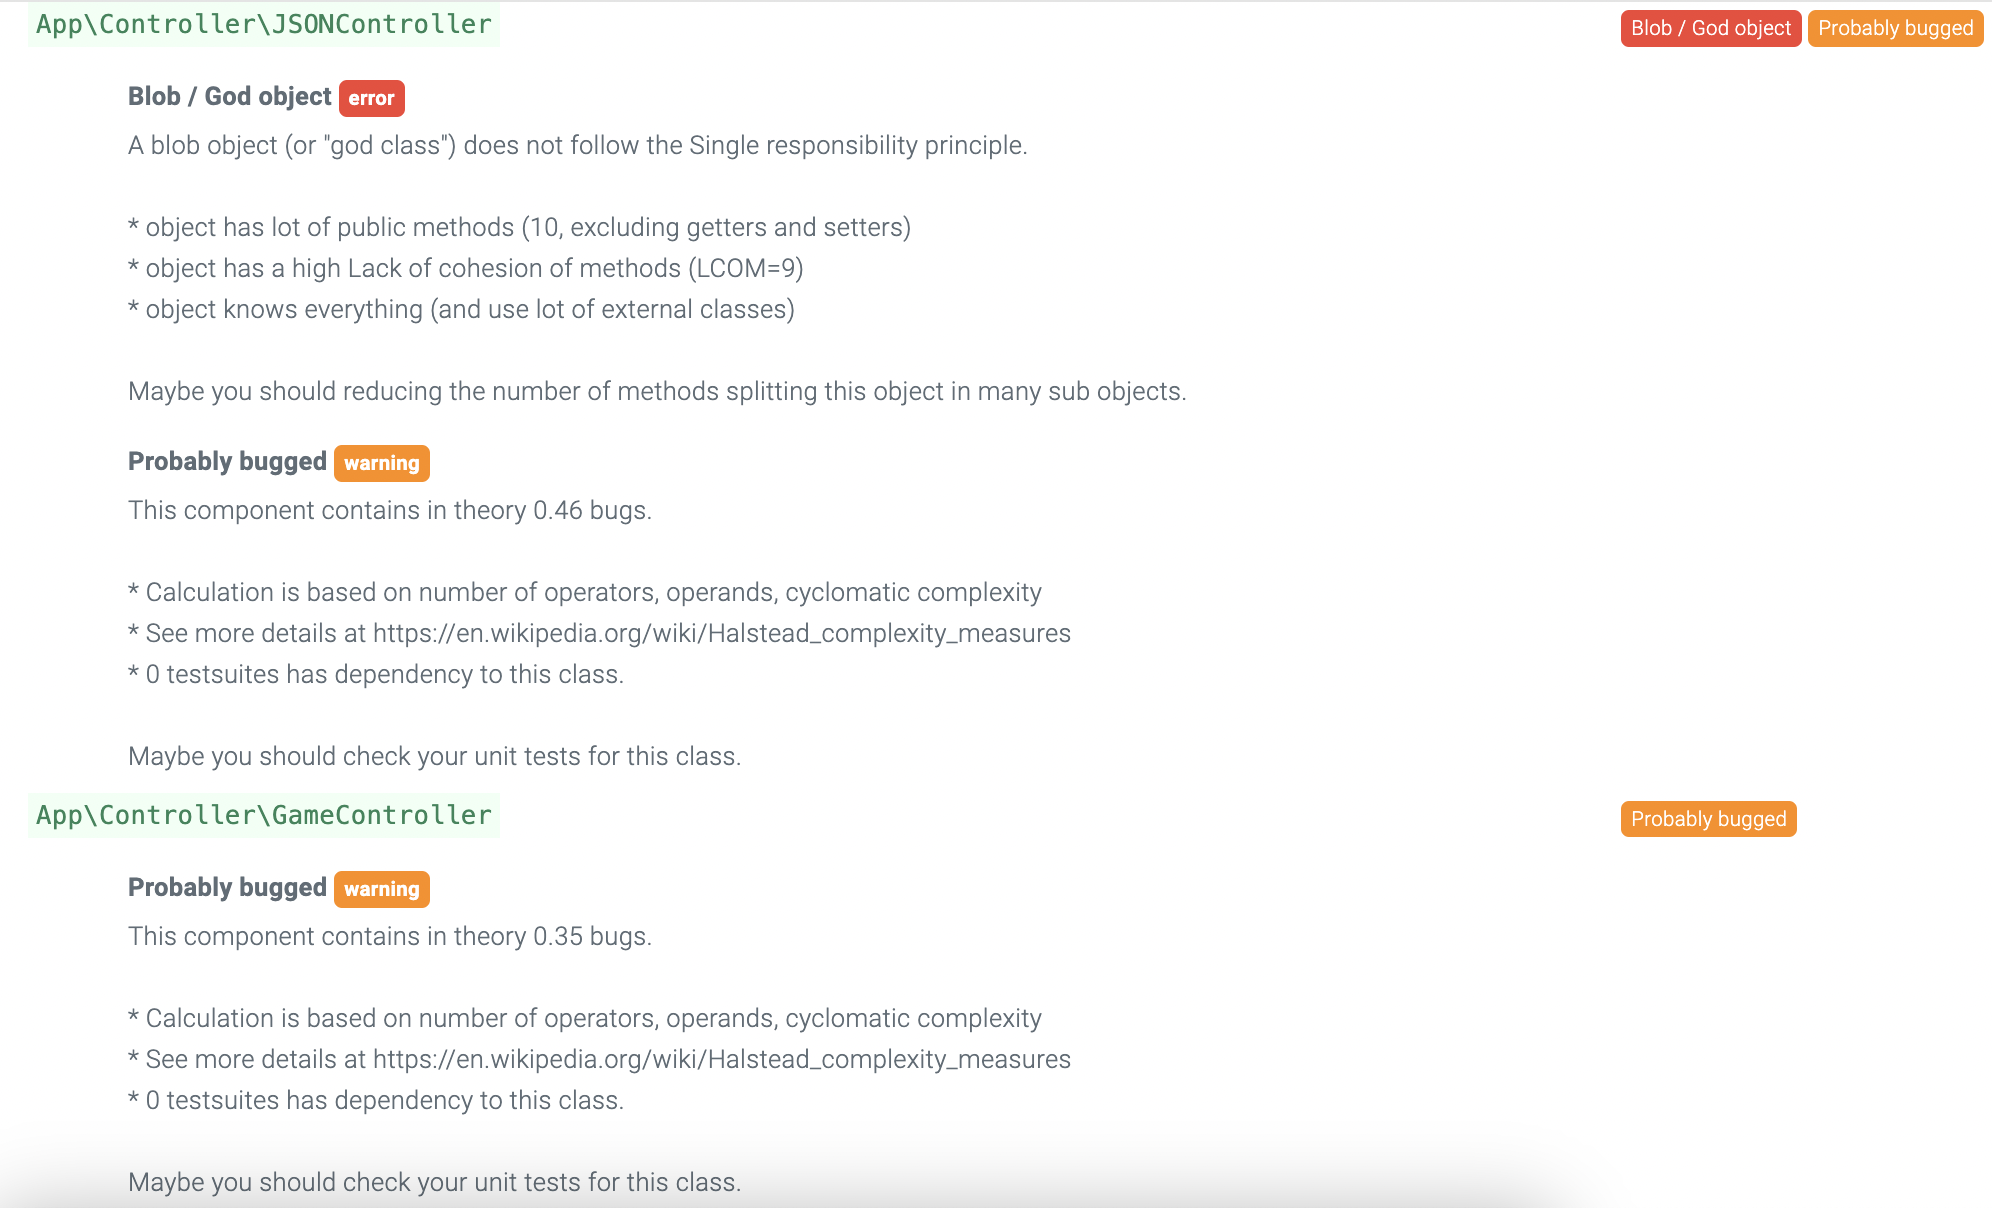 App\Controller\JSONController Blob / God object Probably bugged
Blob / God object error
A blob object (or "god class") does not follow the Single responsibility principle.
* object has lot of public methods (10, excluding getters and setters)
* object has a high Lack of cohesion of methods (LCOM=9)
* object knows everything (and use lot of external classes)
Maybe you should reducing the number of methods splitting this object in many sub objects.
Probably bugged warning
This component contains in theory 0.46 bugs.
* Calculation is based on number of operators, operands, cyclomatic complexity
* See more details at https://en.wikipedia.org/wiki/Halstead_complexity_measures
* 0 testsuites has dependency to this class.
Maybe you should check your unit tests for this class.
App\Controller\GameController Probably bugged
Probably bugged warning
This component contains in theory 0.35 bugs.
* Calculation is based on number of operators, operands, cyclomatic complexity
* See more details at https://en.wikipedia.org/wiki/Halstead_complexity_measures
* 0 testsuites has dependency to this class.
Maybe you should check your unit tests for this class.